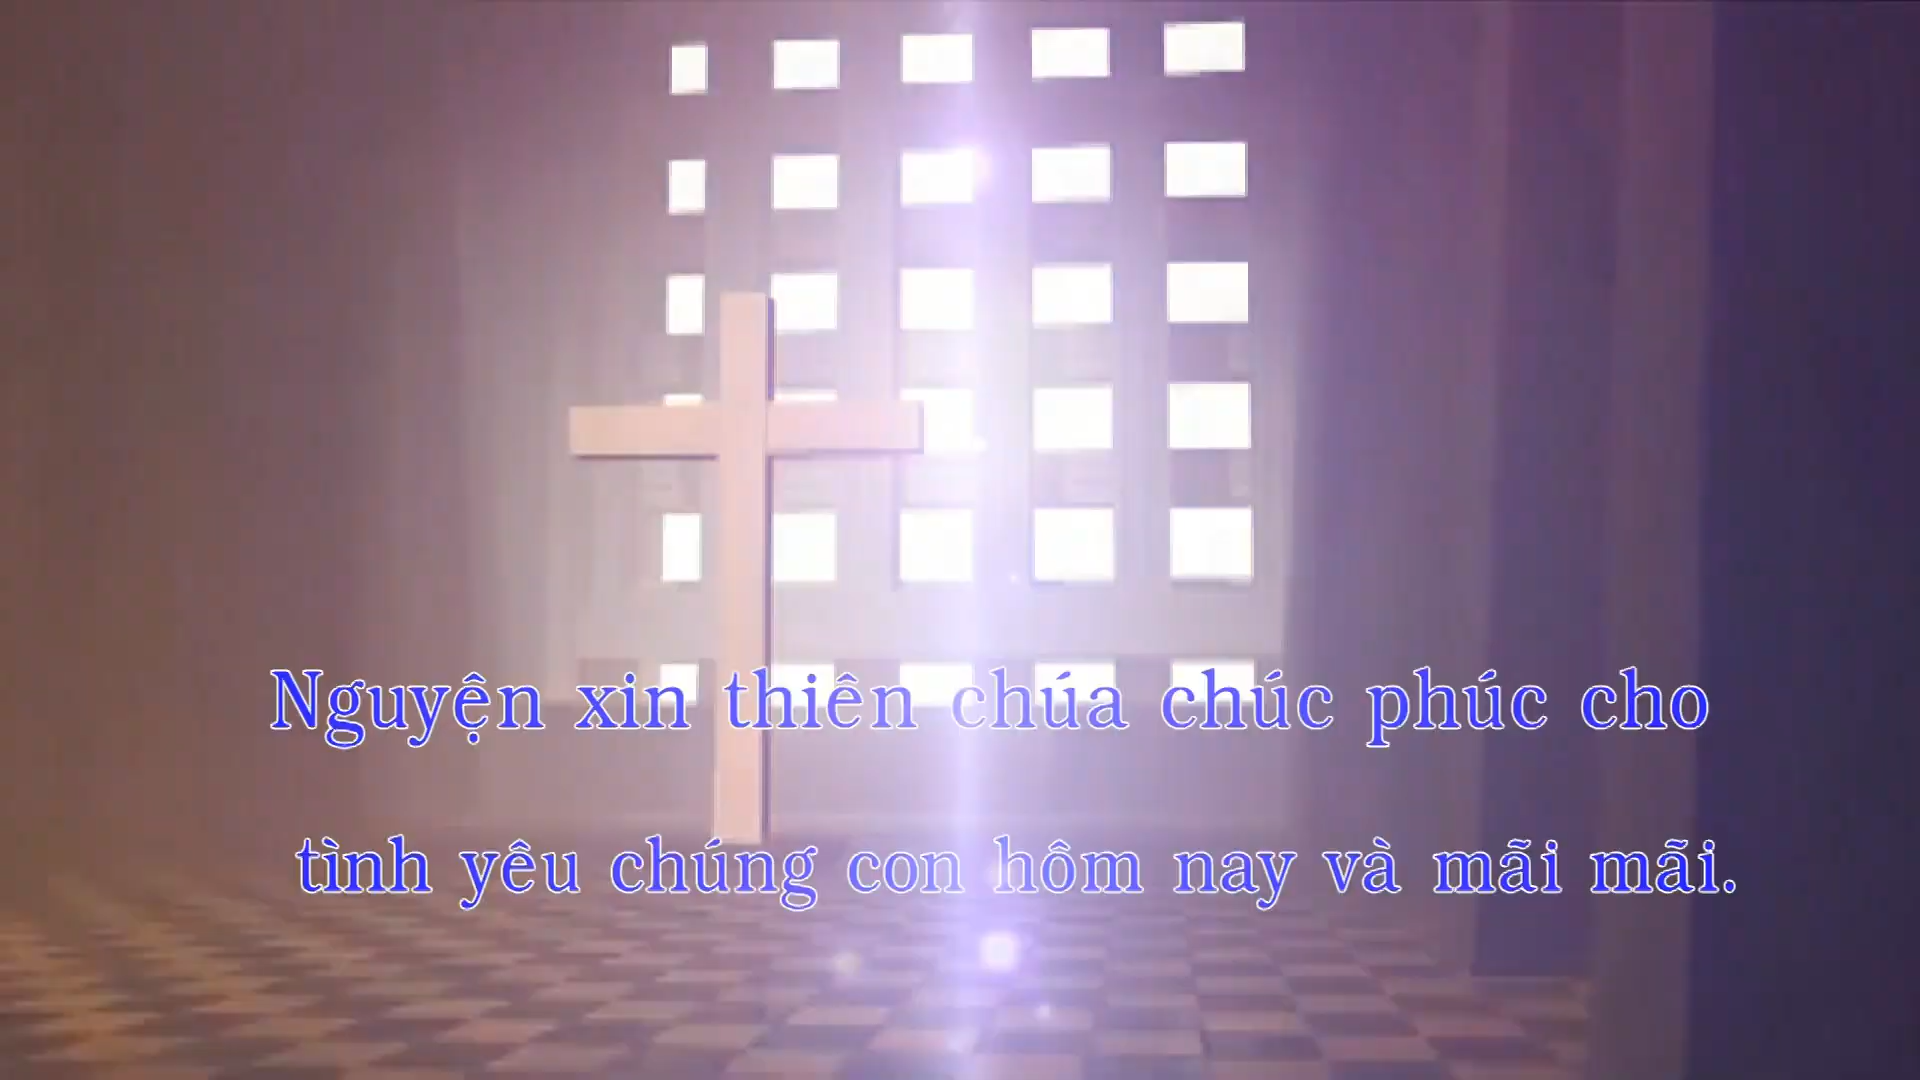 Nguyện xin thiên chúa chúc phúc cho
tình yêu chúng con hôm nay và mãi mãi.